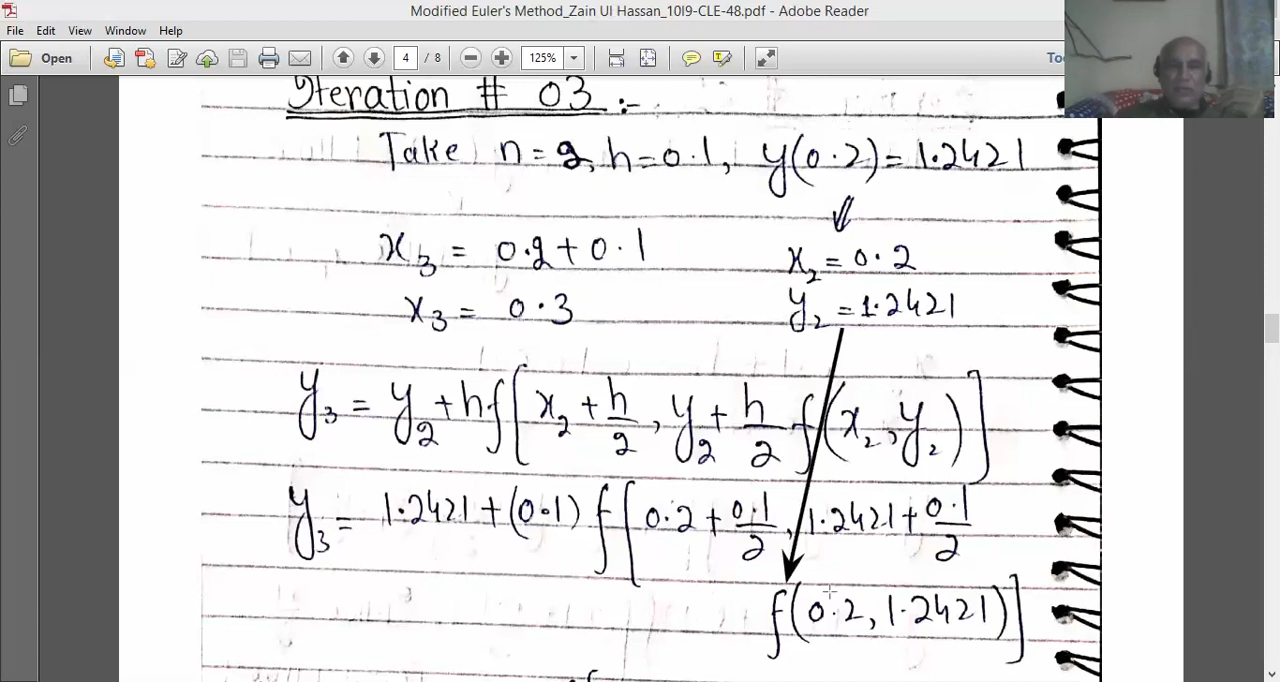 Modified Euler's Method_Zain Ul Hassan_10I9-CLE-48.pdf - Adobe Reader
File Edit View Window Help
Open 4 / 8 125% To
Iteration # 03 :-
Take n=2, h=0.1, y(0.2)=1.2421
⇓
x₃ = 0.2+0.1
x₂ = 0.2
x₃ = 0.3
y₂ = 1.2421
y₃ = y₂ + hf[x₂ + h/2, y₂ + h/2 f(x₂, y₂)]
y₃ = 1.2421 + (0.1) f[0.2 + 0.1/2, 1.2421 + 0.1/2
f(0.2, 1.2421)]